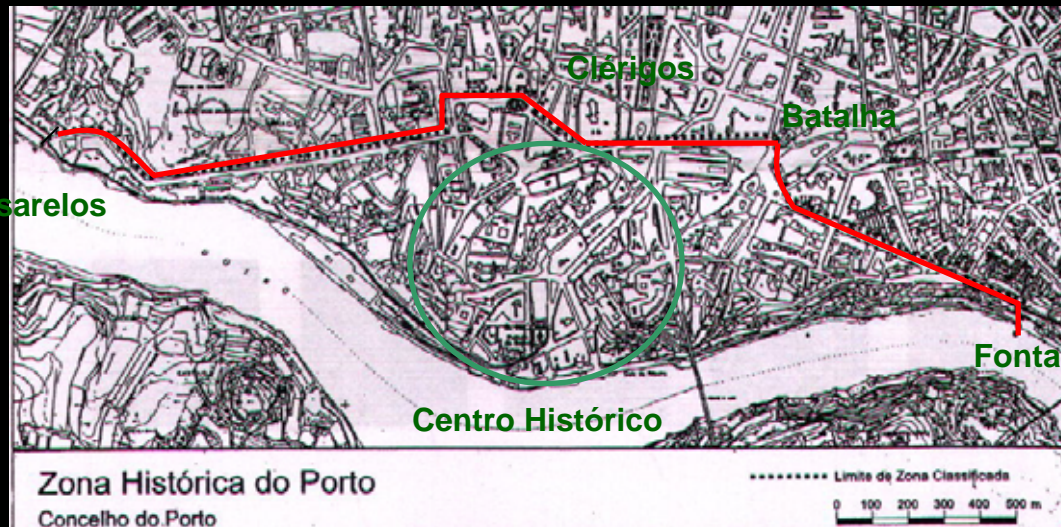 Clérigos
Batalha
sarelos
Fonta
Centro Histórico
Zona Histórica do Porto
Limite de Zona Classificada
Concelho do Porto
0 100 200 300 400 500 m.